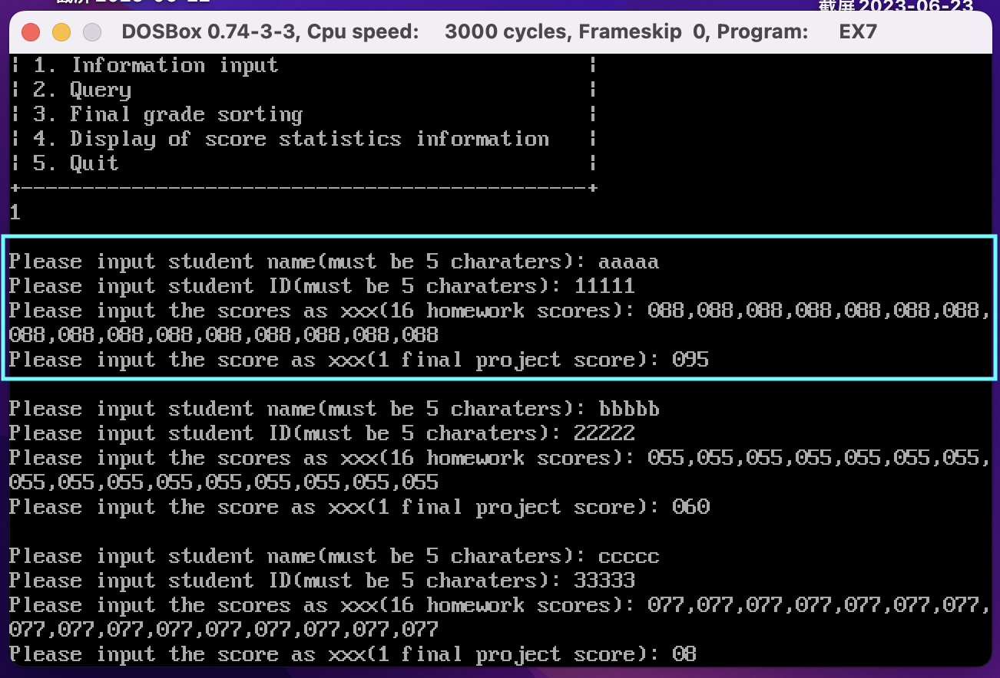 截屏2023-06-23
DOSBox 0.74-3-3, Cpu speed: 3000 cycles, Frameskip 0, Program: EX7
¦ 1. Information input ¦
¦ 2. Query ¦
¦ 3. Final grade sorting ¦
¦ 4. Display of score statistics information ¦
¦ 5. Quit ¦
+----------------------------------------------+
1
Please input student name(must be 5 charaters): aaaaa
Please input student ID(must be 5 charaters): 11111
Please input the scores as xxx(16 homework scores): 088,088,088,088,088,088,088,
088,088,088,088,088,088,088,088,088
Please input the score as xxx(1 final project score): 095
Please input student name(must be 5 charaters): bbbbb
Please input student ID(must be 5 charaters): 22222
Please input the scores as xxx(16 homework scores): 055,055,055,055,055,055,055,
055,055,055,055,055,055,055,055,055
Please input the score as xxx(1 final project score): 060
Please input student name(must be 5 charaters): ccccc
Please input student ID(must be 5 charaters): 33333
Please input the scores as xxx(16 homework scores): 077,077,077,077,077,077,077,
077,077,077,077,077,077,077,077,077
Please input the score as xxx(1 final project score): 08